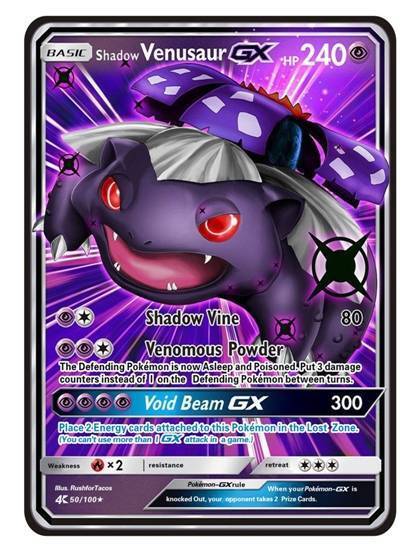 BASIC Shadow Venusaur GX HP 240
Shadow Vine 80
Venomous Powder
The Defending Pokémon is now Asleep and Poisoned. Put 3 damage
counters instead of 1 on the Defending Pokémon between turns.
Void Beam GX 300
Place 2 Energy cards attached to this Pokémon in the Lost Zone.
(You can't use more than 1 GX attack in a game.)
Weakness ×2 resistance retreat
Illus. RushforTacos Pokémon-GX rule When your Pokémon-GX is
4K 50/100★ knocked Out, your opponent takes 2 Prize Cards.